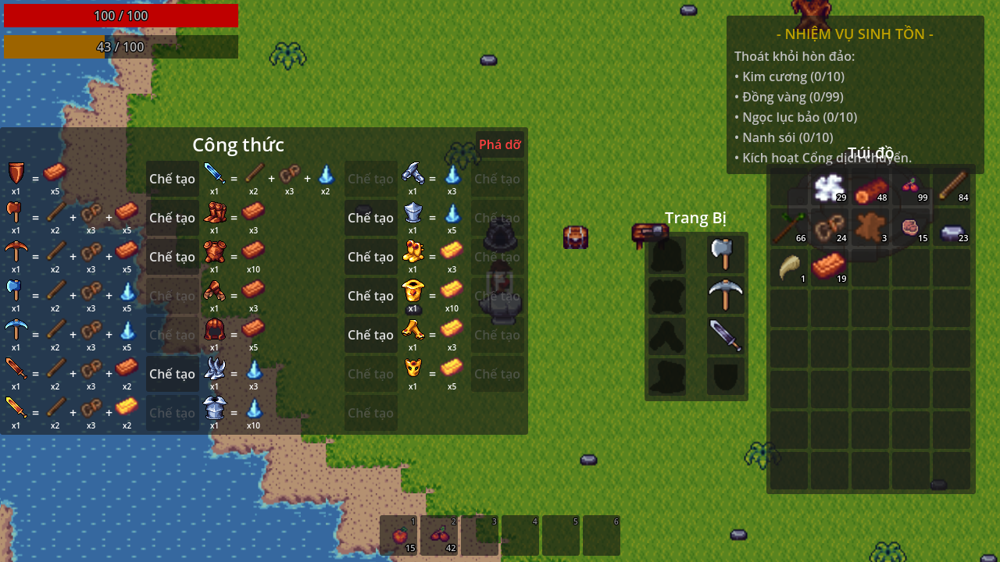 100 / 100
43 / 100
- NHIỆM VỤ SINH TỒN -
Thoát khỏi hòn đảo:
• Kim cương (0/10)
• Đồng vàng (0/99)
• Ngọc lục bảo (0/10)
• Nanh sói (0/10)
• Kích hoạt Cổng dịch chuyển.
Túi đồ
29 48 99 84
66 24 3 15 23
1 19
Trang Bị
Công thức
Phá dỡ
x1 = x5 Chế tạo x1 = x2 + x3 + x2 Chế tạo x1 = x3 Chế tạo
x1 = x2 + x3 + x5 Chế tạo x1 = x3 Chế tạo x1 = x5 Chế tạo
x1 = x2 + x3 + x5 Chế tạo x1 = x10 Chế tạo x1 = x3 Chế tạo
x1 = x2 + x3 + x5 Chế tạo x1 = x3 Chế tạo x1 = x10 Chế tạo
x1 = x2 + x3 + x5 Chế tạo x1 = x5 Chế tạo x1 = x3 Chế tạo
x1 = x2 + x3 + x2 Chế tạo x1 = x3 Chế tạo x1 = x5 Chế tạo
x1 = x2 + x3 + x2 Chế tạo x1 = x10 Chế tạo
1 2 3 4 5 6
15 42